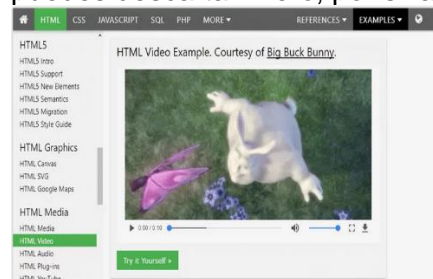 HTML CSS JAVASCRIPT SQL PHP MORE ▼ REFERENCES ▼ EXAMPLES ▼
HTML5
HTML5 Intro
HTML5 Support
HTML5 New Elements
HTML5 Semantics
HTML5 Migration
HTML5 Style Guide
HTML Graphics
HTML Canvas
HTML SVG
HTML Google Maps
HTML Media
HTML Media
HTML Video
HTML Audio
HTML Plug-ins
HTML YouTube
HTML Video Example. Courtesy of Big Buck Bunny.
0:00 / 0:10
Try it Yourself »